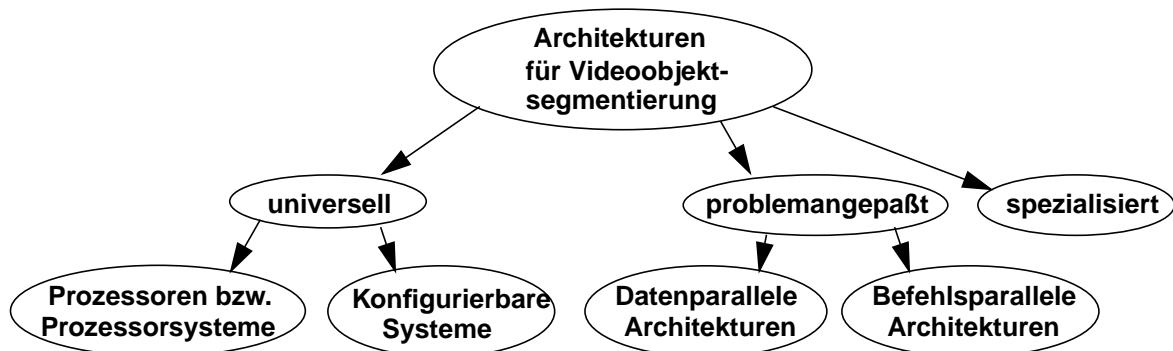 Architekturen
für Videoobjekt-
segmentierung
universell
problemangepaßt
spezialisiert
Prozessoren bzw.
Prozessorsysteme
Konfigurierbare
Systeme
Datenparallele
Architekturen
Befehlsparallele
Architekturen